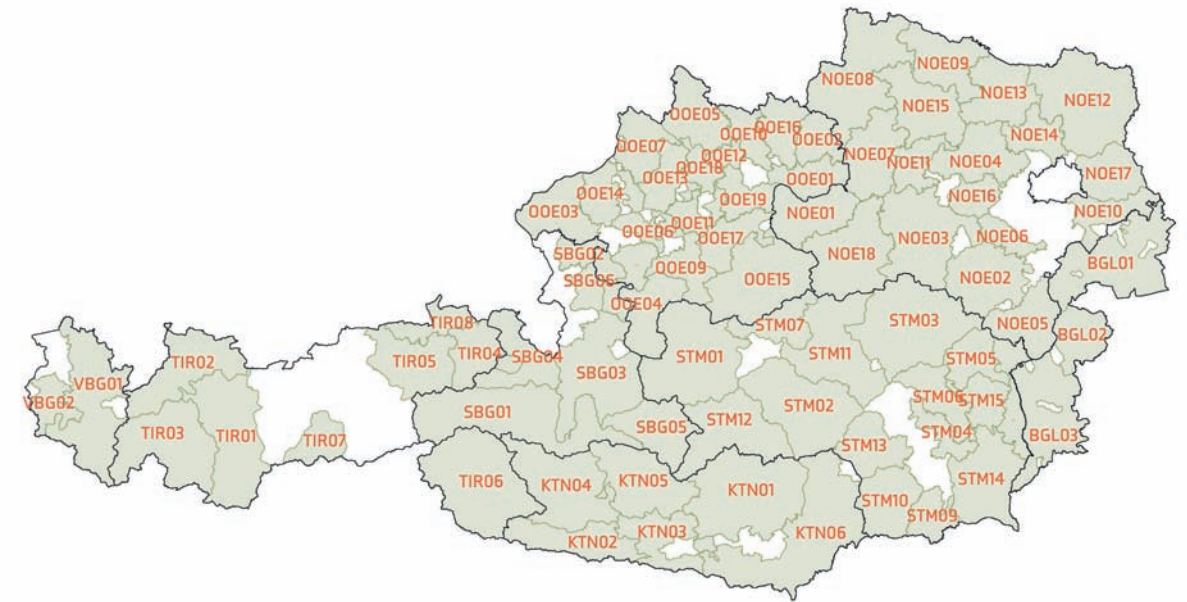 NOE09
NOE08
NOE13
NOE12
NOE15
OOE05
OOE16
OOE10
OOE02
NOE14
OOE07
OOE12
NOE07
NOE11
NOE04
OOE18
OOE13
OOE01
NOE17
OOE14
NOE16
OOE19
OOE03
NOE01
NOE10
OOE11
OOE06
OOE17
NOE03
NOE06
SBG02
NOE18
BGL01
OOE09
SBG06
OOE15
NOE02
OOE04
TIR08
STM07
STM03
NOE05
BGL02
TIR02
TIR05
TIR04
SBG04
STM01
STM11
STM05
SBG03
VBG01
VBG02
STM06
STM15
STM02
SBG01
STM12
SBG05
TIR03
TIR01
TIR07
STM04
BGL03
STM13
TIR06
KTN04
KTN05
KTN01
STM14
STM10
STM09
KTN03
KTN02
KTN06